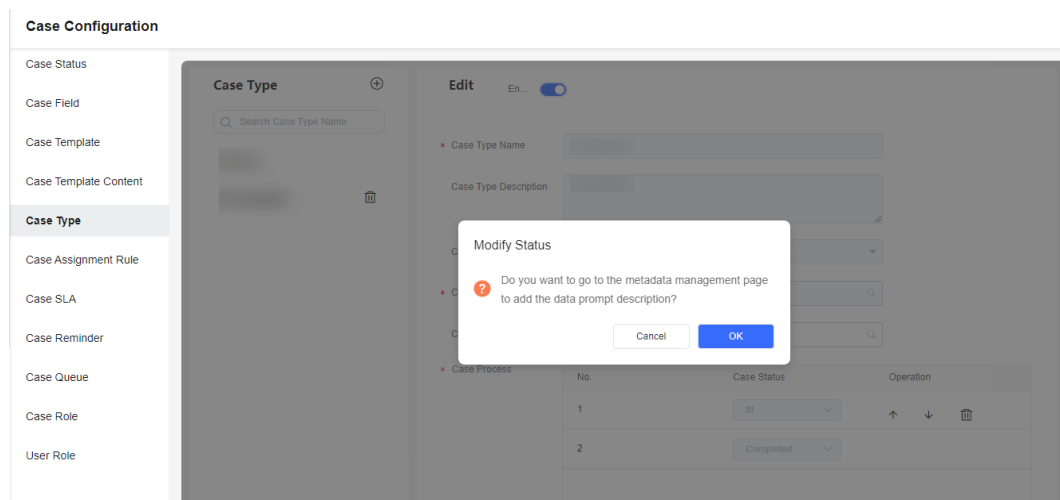 Case Configuration
Case Status
Case Field
Case Template
Case Template Content
Case Type
Case Assignment Rule
Case SLA
Case Reminder
Case Queue
Case Role
User Role
Case Type
Search Case Type Name
Edit En...
* Case Type Name
Case Type Description
C
* C
C
Modify Status
Do you want to go to the metadata management page
to add the data prompt description?
Cancel OK
* Case Process
No. Case Status Operation
1
2 Completed